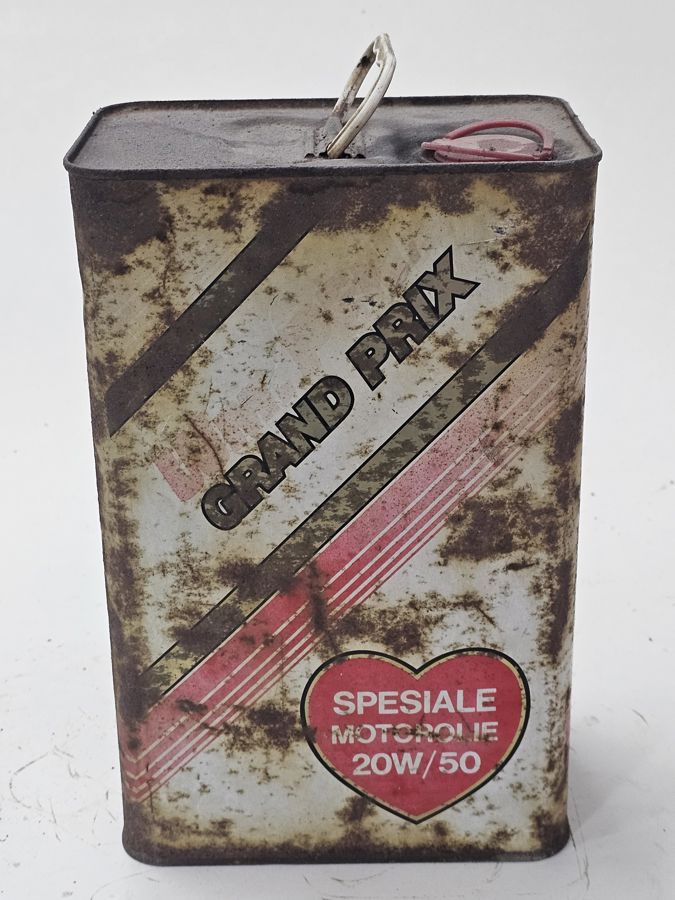 GRAND PRIX
SPESIALE
MOTOROLIE
20W/50